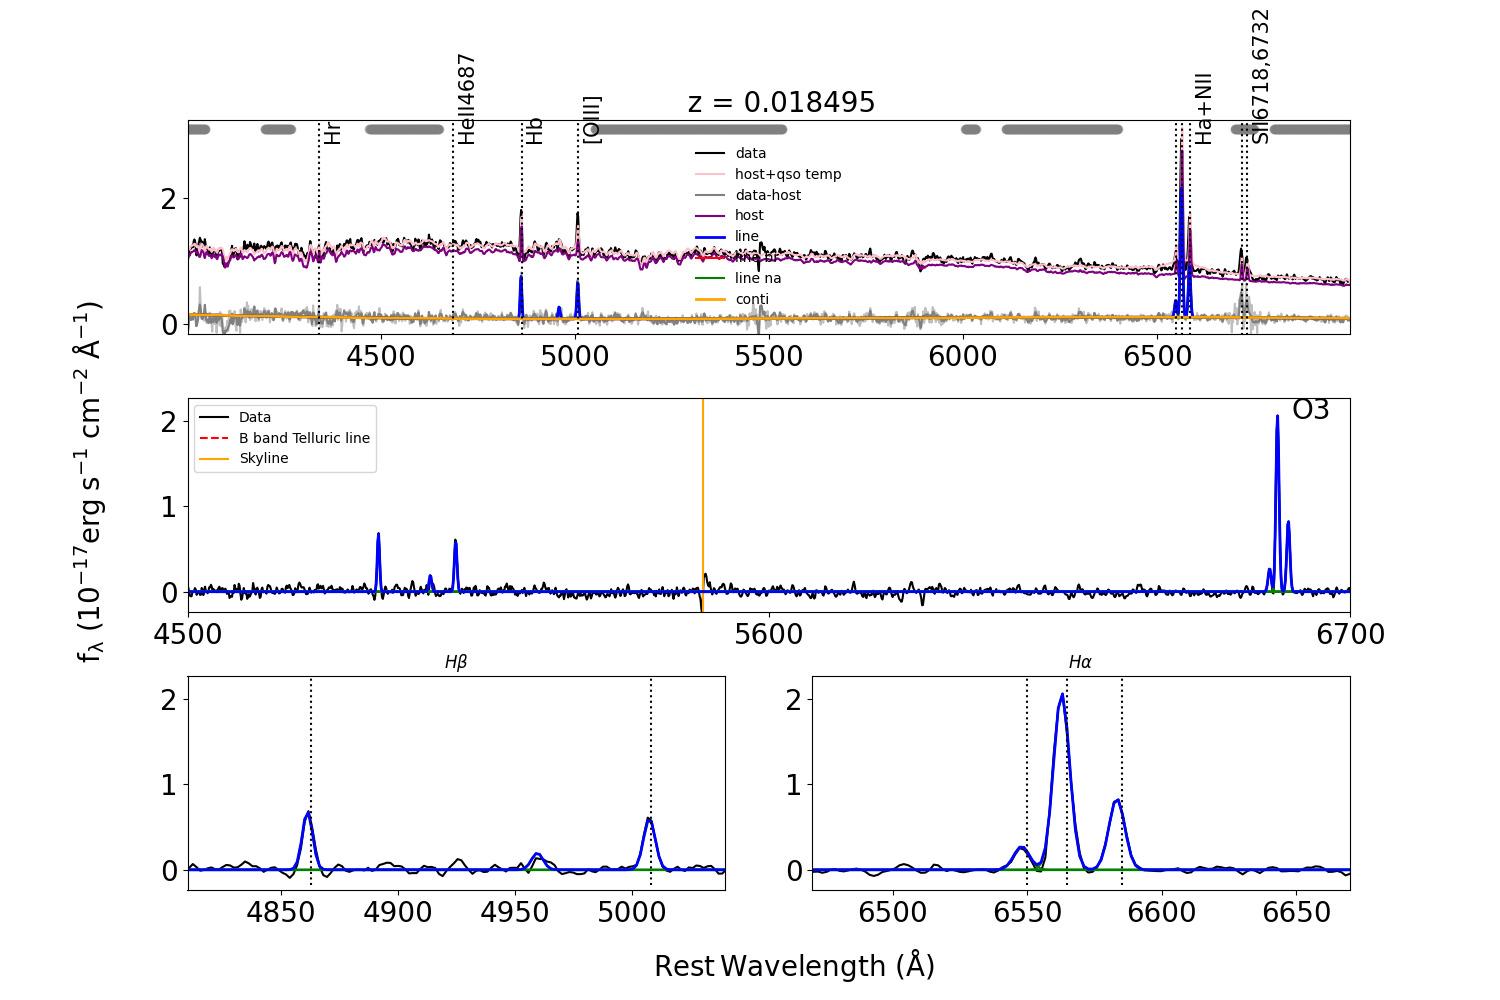 z = 0.018495
Hr
HeII4687
Hb
[OIII]
Ha+NII
SII6718,6732
data
host+qso temp
data-host
host
line
line br
line na
conti
2
0
4500
5000
5500
6000
6500
fλ (10⁻¹⁷erg s⁻¹ cm⁻² Å⁻¹)
Data
B band Telluric line
Skyline
O3
2
1
0
4500
5600
6700
Hβ
2
1
0
4850
4900
4950
5000
Hα
2
1
0
6500
6550
6600
6650
Rest Wavelength (Å)